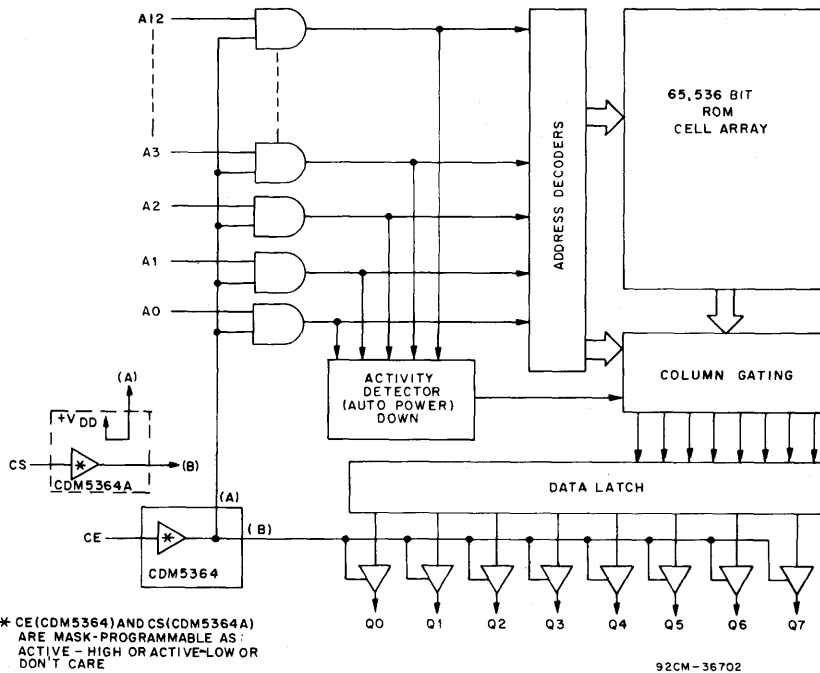 A12
A3
A2
A1
A0
ADDRESS DECODERS
65,536 BIT
ROM
CELL ARRAY
ACTIVITY
DETECTOR
(AUTO POWER)
DOWN
COLUMN GATING
(A)
+VDD
CS
*
(B)
CDM5364A
DATA LATCH
(A)
(B)
CE
*
CDM5364
Q0 Q1 Q2 Q3 Q4 Q5 Q6 Q7
* CE(CDM5364) AND CS(CDM5364A)
ARE MASK-PROGRAMMABLE AS:
ACTIVE-HIGH OR ACTIVE-LOW OR
DON'T CARE
92CM-36702